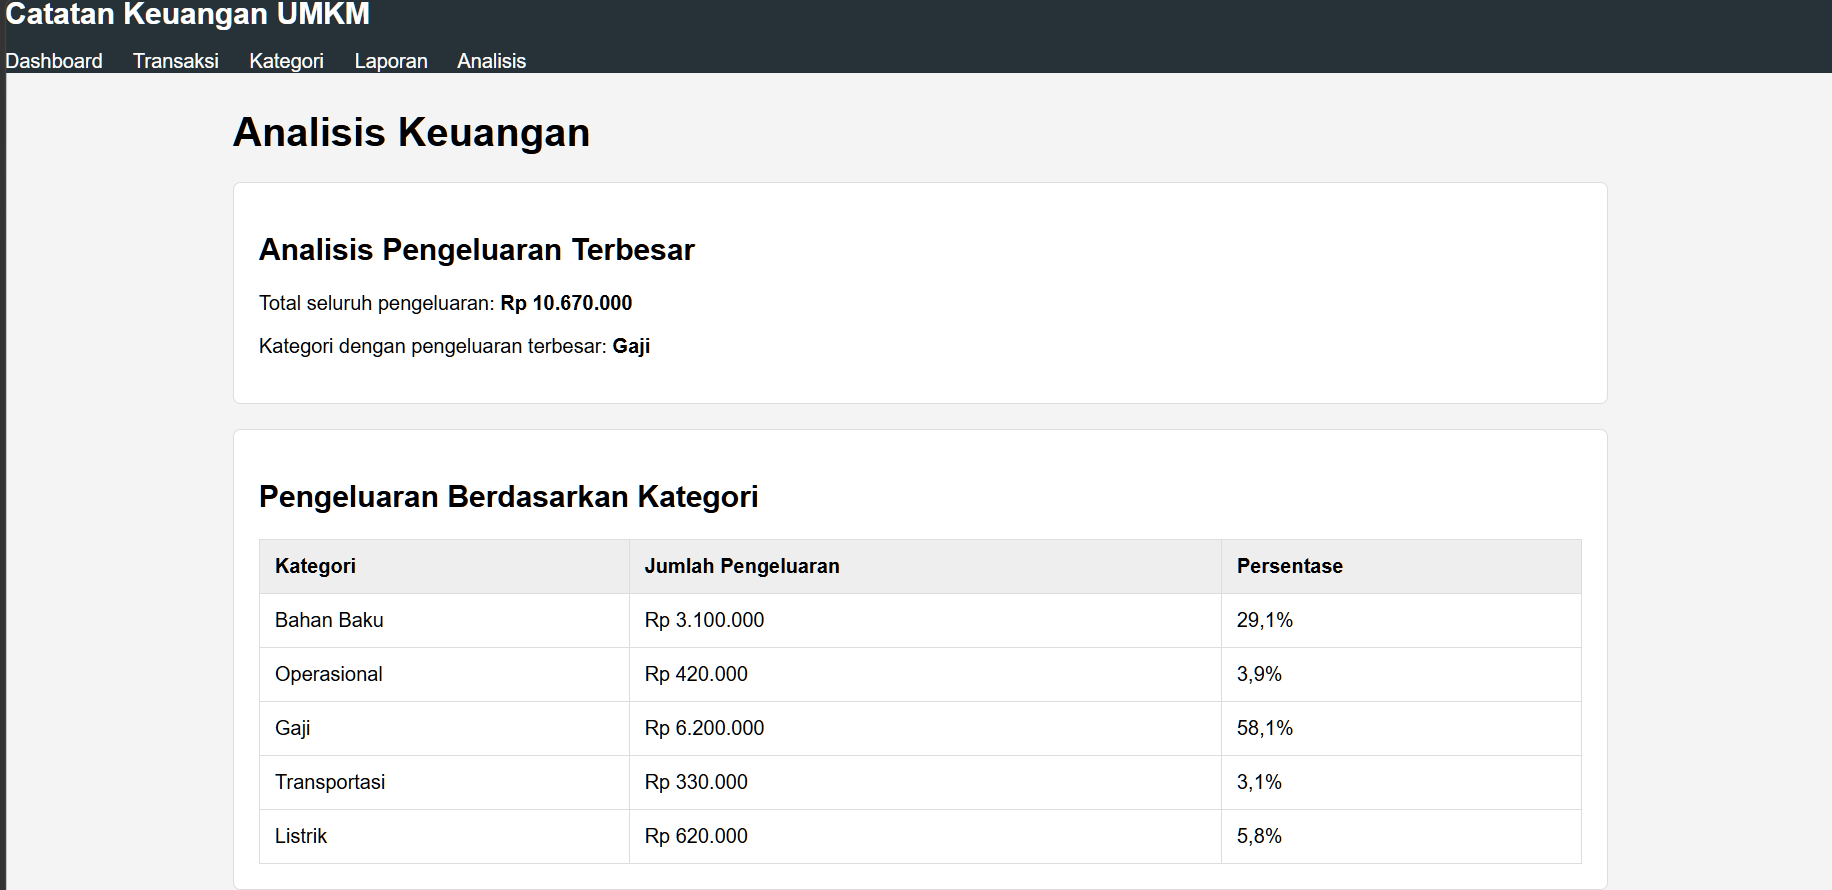 Catatan Keuangan UMKM
Dashboard Transaksi Kategori Laporan Analisis
Analisis Keuangan
Analisis Pengeluaran Terbesar
Total seluruh pengeluaran: Rp 10.670.000
Kategori dengan pengeluaran terbesar: Gaji
Pengeluaran Berdasarkan Kategori
Kategori Jumlah Pengeluaran Persentase
Bahan Baku Rp 3.100.000 29,1%
Operasional Rp 420.000 3,9%
Gaji Rp 6.200.000 58,1%
Transportasi Rp 330.000 3,1%
Listrik Rp 620.000 5,8%